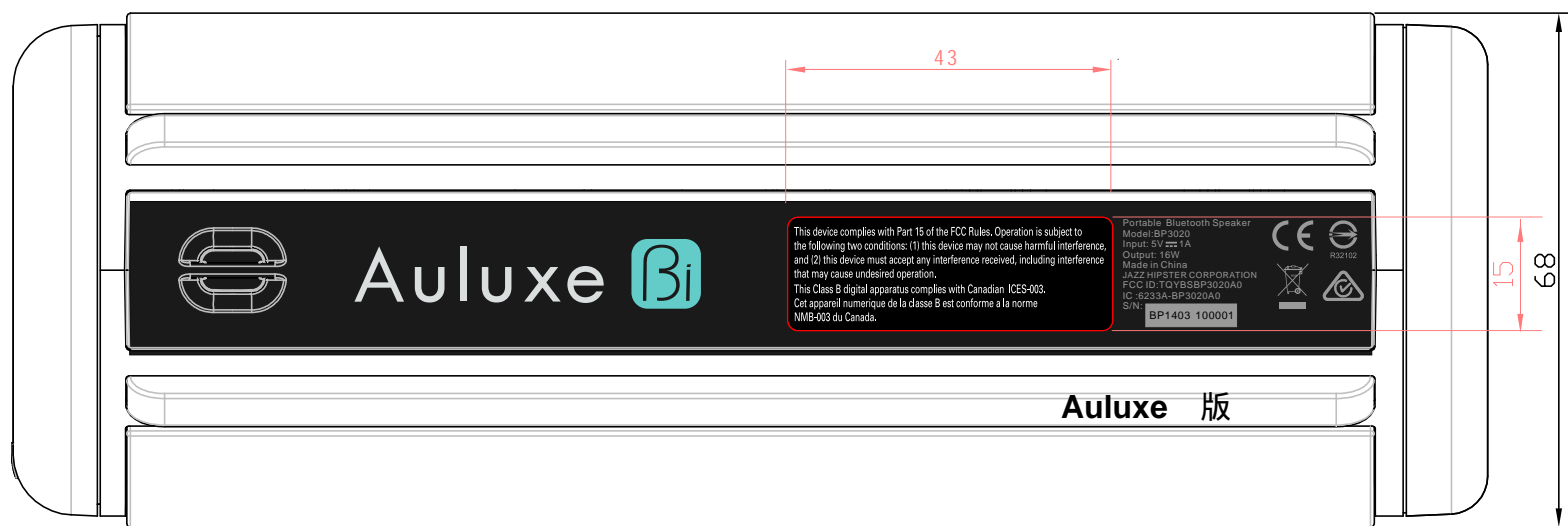 43
Auluxe Bi
This device complies with Part 15 of the FCC Rules. Operation is subject to
the following two conditions: (1) this device may not cause harmful interference,
and (2) this device must accept any interference received, including interference
that may cause undesired operation.
This Class B digital apparatus complies with Canadian ICES-003.
Cet appareil numerique de la classe B est conforme a la norme
NMB-003 du Canada.
Portable Bluetooth Speaker
Model:BP3020
Input: 5V⎓1A
Output: 16W
Made in China
JAZZ HIPSTER CORPORATION
FCC ID:TQYBSBP3020A0
IC :6233A-BP3020A0
S/N:
BP1403 100001
CE
R32102
15
68
Auluxe 版